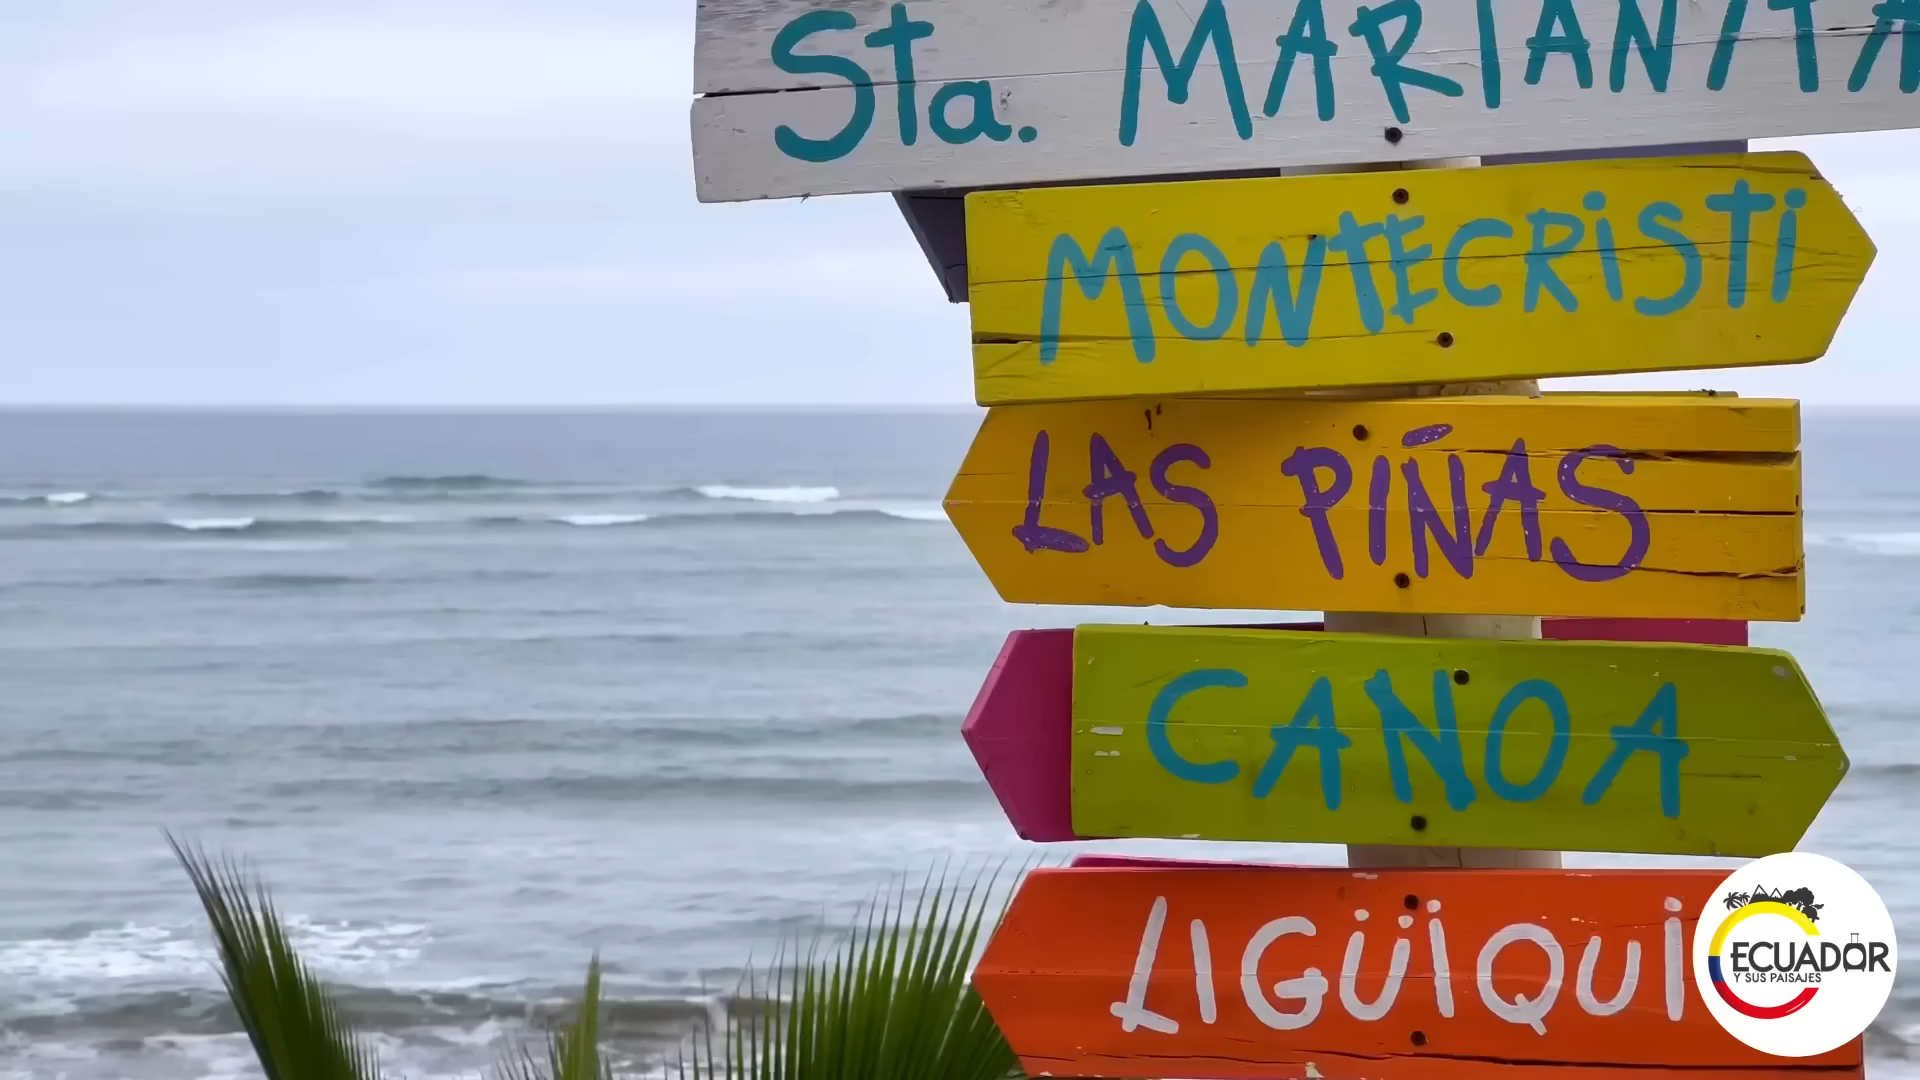 Sta. MARIANITA
MONTECRISTI
LAS PIÑAS
CANOA
LIGÜIQUI
ECUADOR
Y SUS PAISAJES